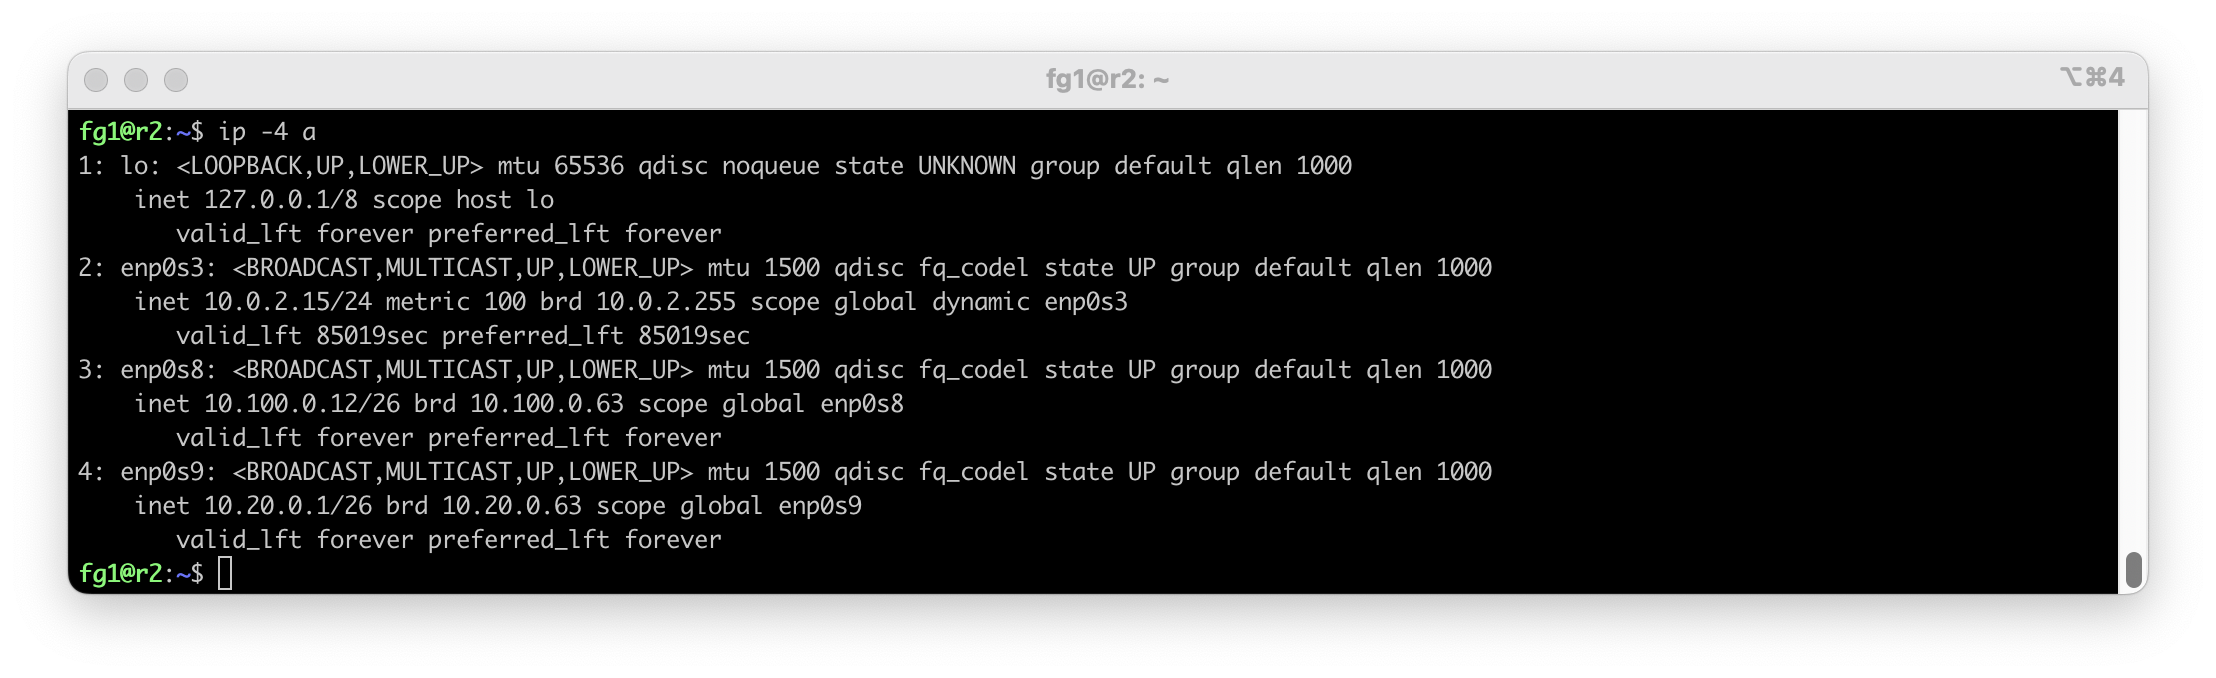 fg1@r2: ~
⌥⌘4
fg1@r2:~$ ip -4 a
1: lo: <LOOPBACK,UP,LOWER_UP> mtu 65536 qdisc noqueue state UNKNOWN group default qlen 1000
    inet 127.0.0.1/8 scope host lo
       valid_lft forever preferred_lft forever
2: enp0s3: <BROADCAST,MULTICAST,UP,LOWER_UP> mtu 1500 qdisc fq_codel state UP group default qlen 1000
    inet 10.0.2.15/24 metric 100 brd 10.0.2.255 scope global dynamic enp0s3
       valid_lft 85019sec preferred_lft 85019sec
3: enp0s8: <BROADCAST,MULTICAST,UP,LOWER_UP> mtu 1500 qdisc fq_codel state UP group default qlen 1000
    inet 10.100.0.12/26 brd 10.100.0.63 scope global enp0s8
       valid_lft forever preferred_lft forever
4: enp0s9: <BROADCAST,MULTICAST,UP,LOWER_UP> mtu 1500 qdisc fq_codel state UP group default qlen 1000
    inet 10.20.0.1/26 brd 10.20.0.63 scope global enp0s9
       valid_lft forever preferred_lft forever
fg1@r2:~$